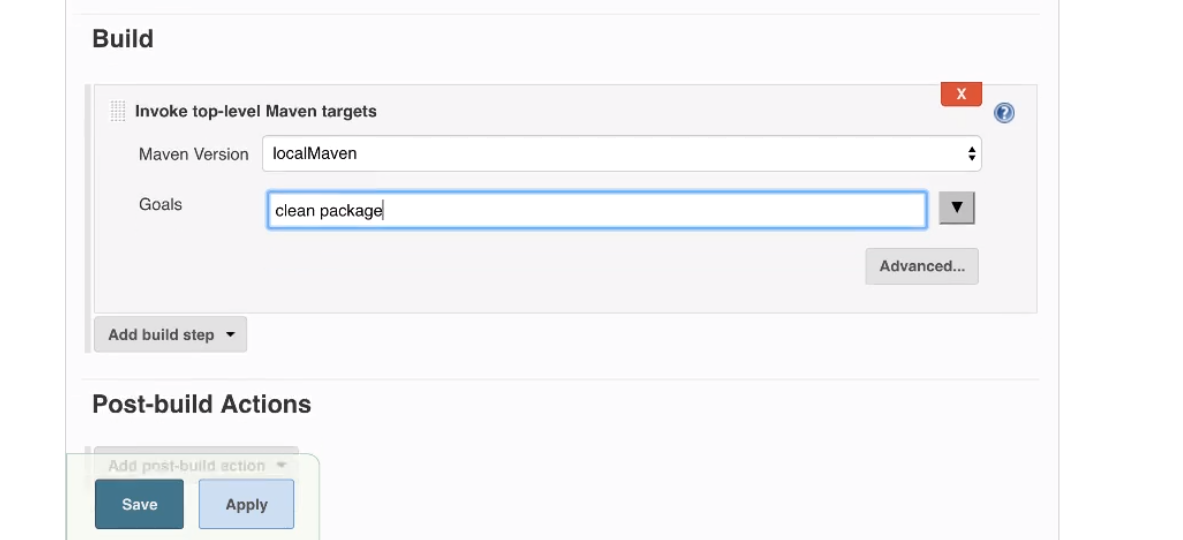 Build
Invoke top-level Maven targets
X
Maven Version
localMaven
Goals
clean package
Advanced...
Add build step
Post-build Actions
Add post-build action
Save
Apply